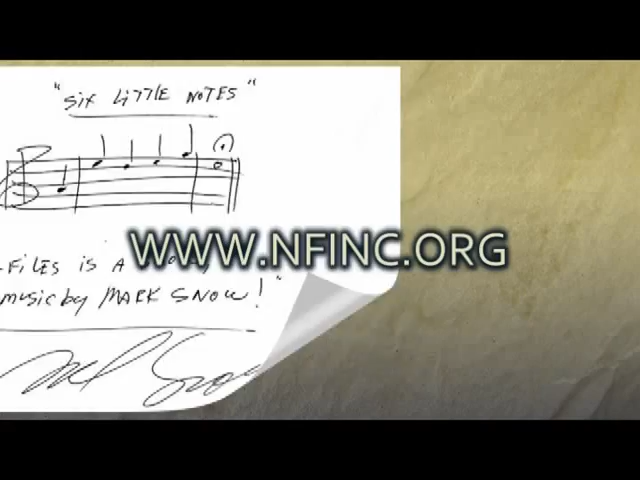 "SIX LITTLE NOTES"
WWW.NFINC.ORG
-FILES IS A
music by MARK SNOW!"